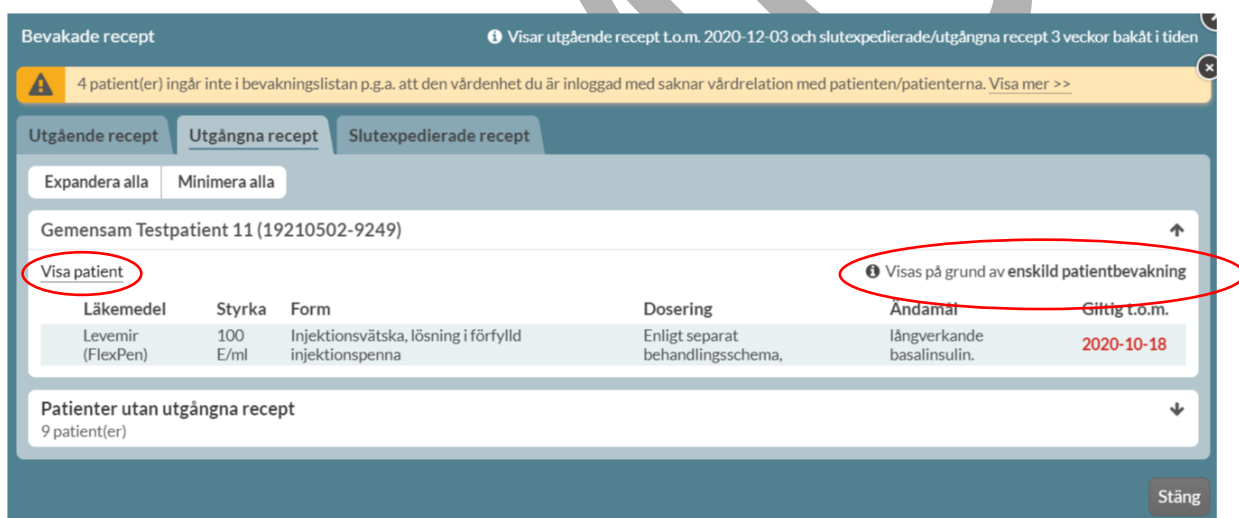 Bevakade recept Visar utgående recept t.o.m. 2020-12-03 och slutexpedierade/utgångna recept 3 veckor bakåt i tiden
4 patient(er) ingår inte i bevakningslistan p.g.a. att den vårdenhet du är inloggad med saknar vårdrelation med patienten/patienterna. Visa mer >>
Utgående recept Utgångna recept Slutexpedierade recept
Expandera alla Minimera alla
Gemensam Testpatient 11 (19210502-9249)
Visa patient Visas på grund av enskild patientbevakning
Läkemedel Styrka Form Dosering Ändamål Giltig t.o.m.
Levemir 100 Injektionsvätska, lösning i förfylld Enligt separat långverkande 2020-10-18
(FlexPen) E/ml injektionspenna behandlingsschema, basalinsulin.
Patienter utan utgångna recept
9 patient(er)
Stäng